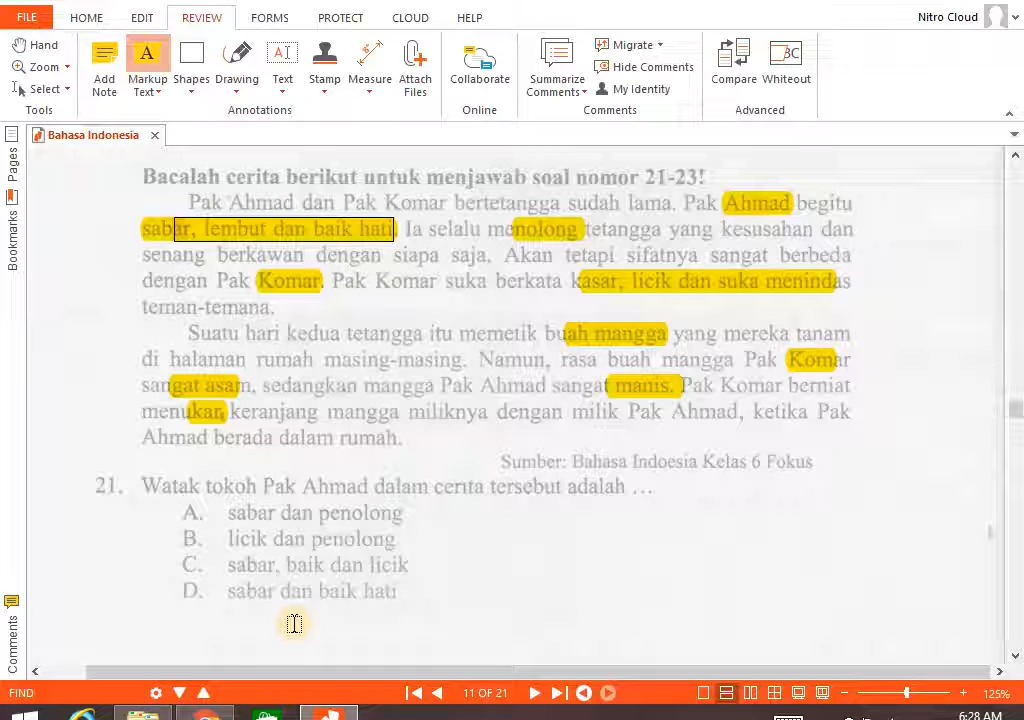 FILE HOME EDIT REVIEW FORMS PROTECT CLOUD HELP Nitro Cloud
Hand
Zoom
Select
Tools
Add Note
Markup Text
Shapes
Drawing
Text
Stamp
Measure
Attach Files
Annotations
Collaborate
Online
Summarize Comments
Migrate
Hide Comments
My Identity
Comments
Compare
Whiteout
Advanced
Bahasa Indonesia
Pages
Bookmarks
Comments
Bacalah cerita berikut untuk menjawab soal nomor 21-23!
Pak Ahmad dan Pak Komar bertetangga sudah lama. Pak Ahmad begitu
sabar, lembut dan baik hati. Ia selalu menolong tetangga yang kesusahan dan
senang berkawan dengan siapa saja. Akan tetapi sifatnya sangat berbeda
dengan Pak Komar. Pak Komar suka berkata kasar, licik dan suka menindas
teman-temana.
Suatu hari kedua tetangga itu memetik buah mangga yang mereka tanam
di halaman rumah masing-masing. Namun, rasa buah mangga Pak Komar
sangat asam, sedangkan mangga Pak Ahmad sangat manis. Pak Komar berniat
menukar keranjang mangga miliknya dengan milik Pak Ahmad, ketika Pak
Ahmad berada dalam rumah.
Sumber: Bahasa Indoesia Kelas 6 Fokus
21. Watak tokoh Pak Ahmad dalam cerita tersebut adalah …
A. sabar dan penolong
B. licik dan penolong
C. sabar, baik dan licik
D. sabar dan baik hati
FIND
11 OF 21
125%
6:28 AM